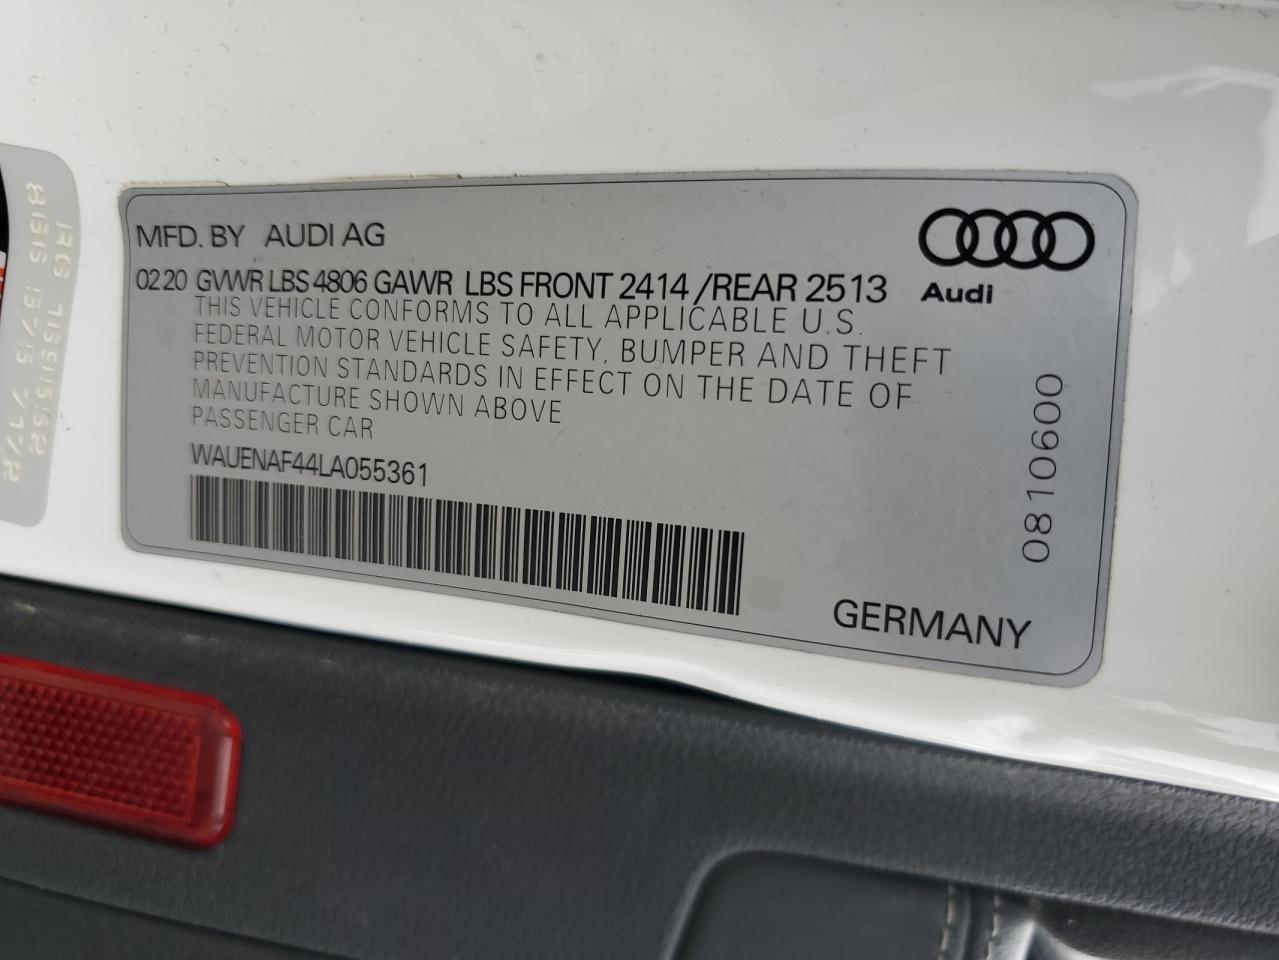 MFD. BY AUDI AG
Audi
02 20 GVWR LBS 4806 GAWR LBS FRONT 2414 /REAR 2513
THIS VEHICLE CONFORMS TO ALL APPLICABLE U.S.
FEDERAL MOTOR VEHICLE SAFETY, BUMPER AND THEFT
PREVENTION STANDARDS IN EFFECT ON THE DATE OF
MANUFACTURE SHOWN ABOVE
PASSENGER CAR
WAUENAF44LA055361
0810600
GERMANY